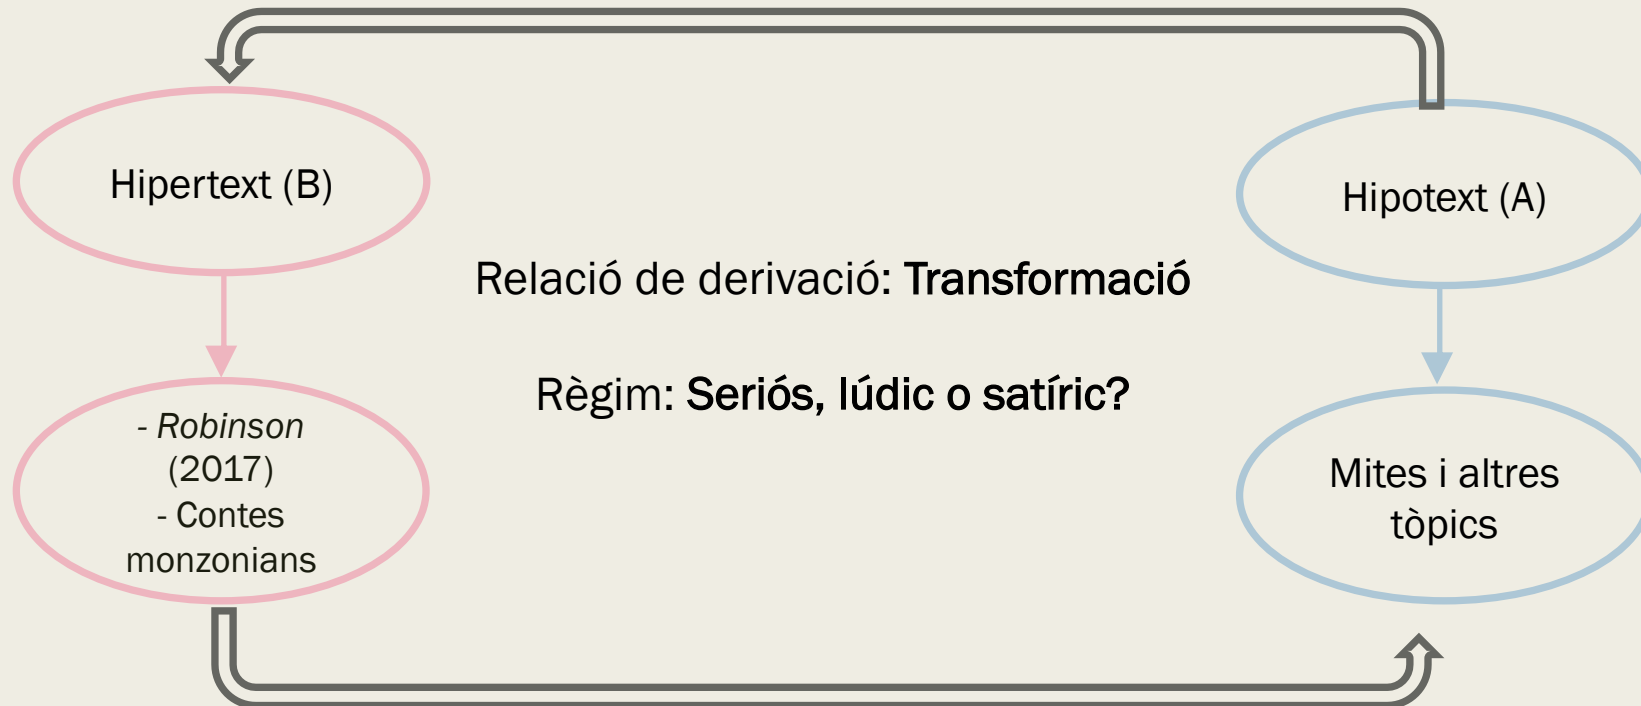 Hipertext (B)
Hipotext (A)
Relació de derivació: Transformació
Règim: Seriós, lúdic o satíric?
- Robinson
(2017)
- Contes
monzonians
Mites i altres
tòpics